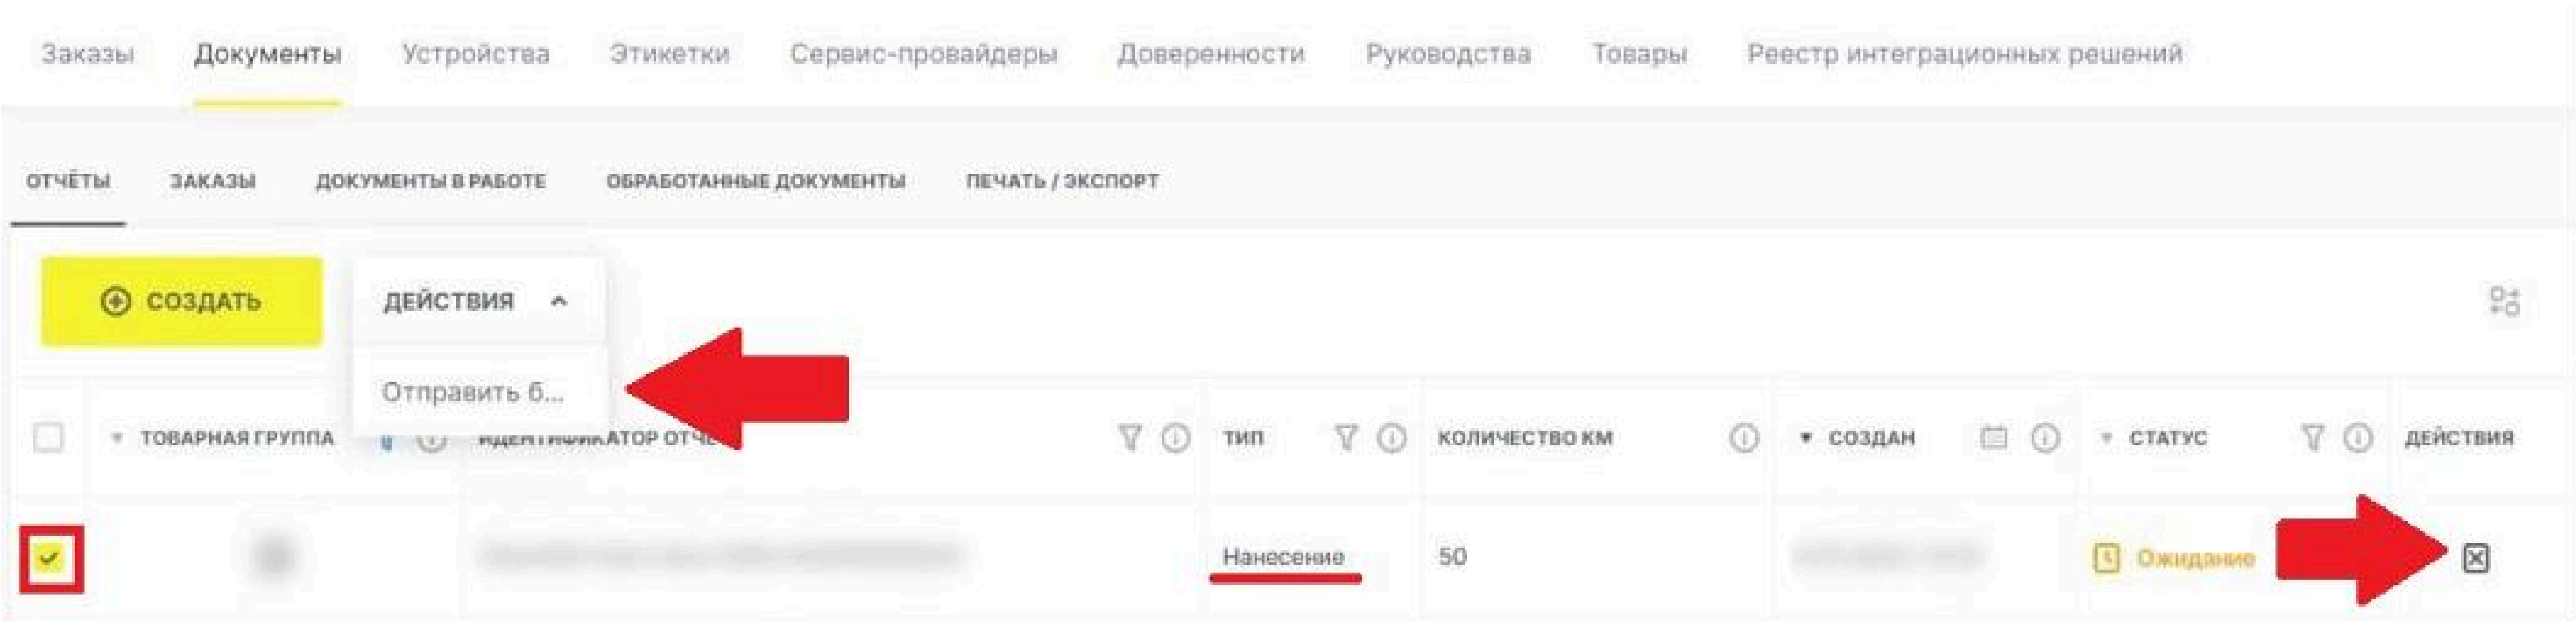 Заказы Документы Устройства Этикетки Сервис-провайдеры Доверенности Руководства Товары Реестр интеграционных решений
ОТЧЁТЫ ЗАКАЗЫ ДОКУМЕНТЫ В РАБОТЕ ОБРАБОТАННЫЕ ДОКУМЕНТЫ ПЕЧАТЬ / ЭКСПОРТ
СОЗДАТЬ ДЕЙСТВИЯ
Отправить б...
ТОВАРНАЯ ГРУППА ИДЕНТИФИКАТОР ТИП КОЛИЧЕСТВО КМ СОЗДАН СТАТУС ДЕЙСТВИЯ
Нанесение 50 Ожидание